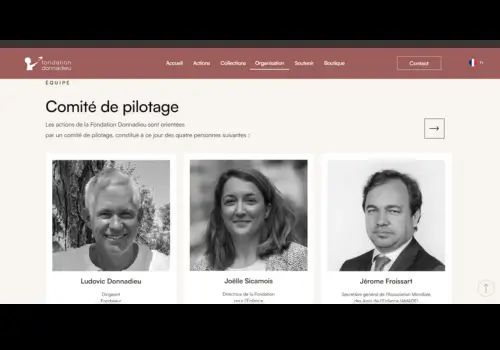 fondation
donnadieu
Accueil Actions Collections Organisation Soutenir Boutique
Contact
ÉQUIPE
Comité de pilotage
Les actions de la Fondation Donnadieu sont orientées
par un comité de pilotage, constitué à ce jour des quatre personnes suivantes :
Ludovic Donnadieu
Joëlle Sicamois
Jérome Froissart
Dirigeant
Fondateur
Directrice de la Fondation
pour l'Enfance
Secrétaire général de l'Association Mondiale
des Amis de l'Enfance (AMADE)